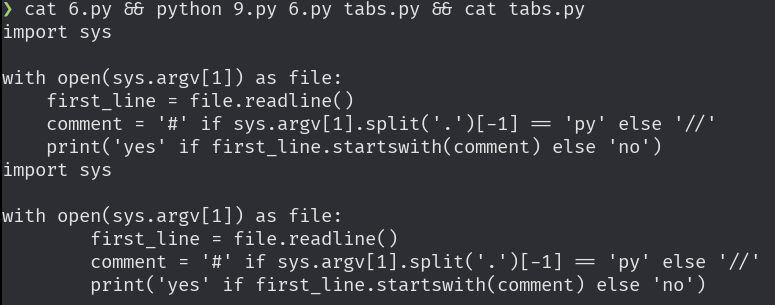 ❯ cat 6.py && python 9.py 6.py tabs.py && cat tabs.py
import sys

with open(sys.argv[1]) as file:
    first_line = file.readline()
    comment = '#' if sys.argv[1].split('.')[-1] == 'py' else '//'
    print('yes' if first_line.startswith(comment) else 'no')
import sys

with open(sys.argv[1]) as file:
        first_line = file.readline()
        comment = '#' if sys.argv[1].split('.')[-1] == 'py' else '//'
        print('yes' if first_line.startswith(comment) else 'no')